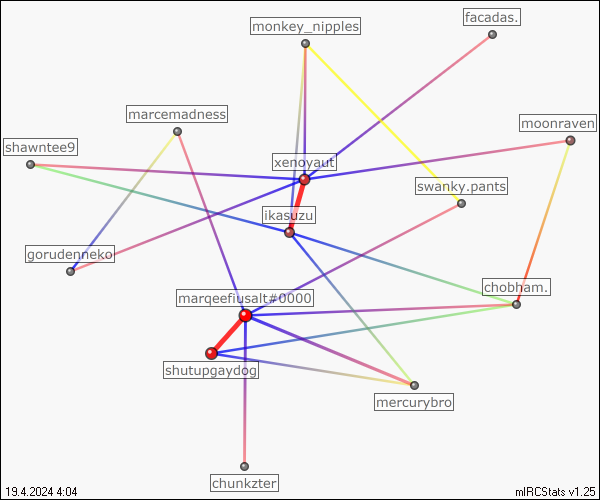 facadas.
monkey_nipples
marcemadness
moonraven
shawntee9
xenoyaut
swanky.pants
ikasuzu
gorudenneko
chobham.
marqeefiusalt#0000
shutupgaydog
mercurybro
chunkzter
19.4.2024 4:04
mIRCStats v1.25